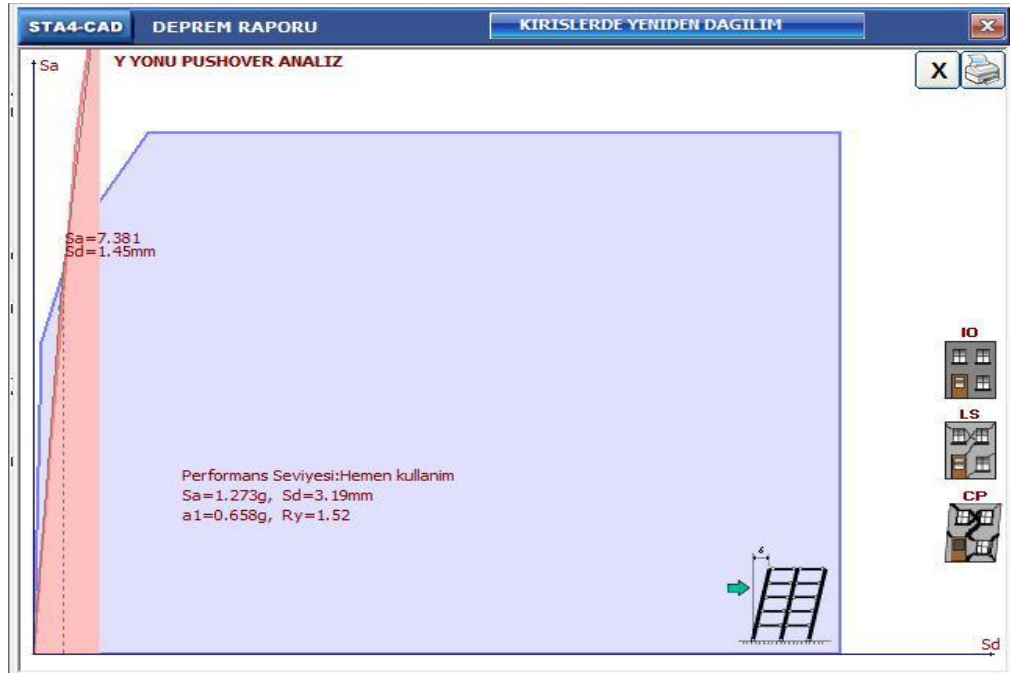 STA4-CAD DEPREM RAPORU KIRISLERDE YENIDEN DAGILIM X
Sa Y YONU PUSHOVER ANALIZ X
Sa=7.381
Sd=1.45mm
IO
LS
Performans Seviyesi:Hemen kullanim
Sa=1.273g, Sd=3.19mm
a1=0.658g, Ry=1.52
CP
δ
Sd